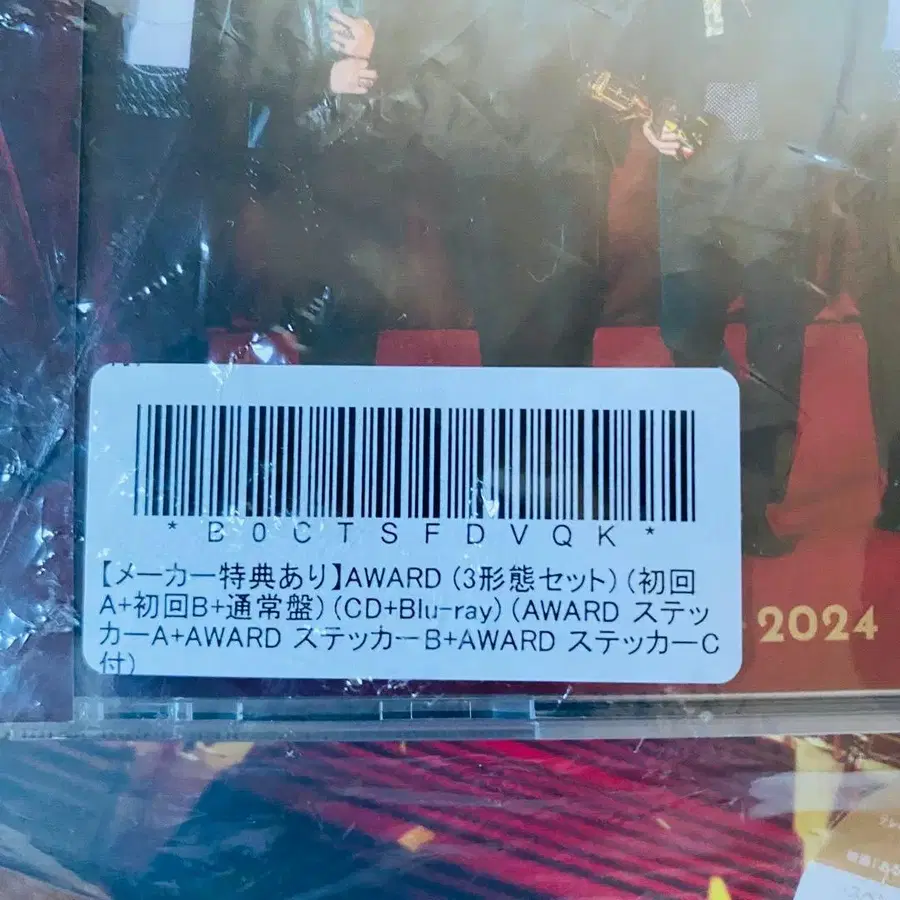 * B 0 C T S F D V Q K *
【メーカー特典あり】AWARD (3形態セット) (初回
A+初回B+通常盤) (CD+Blu-ray) (AWARD ステッ
カーA+AWARD ステッカーB+AWARD ステッカーC
付)
2024